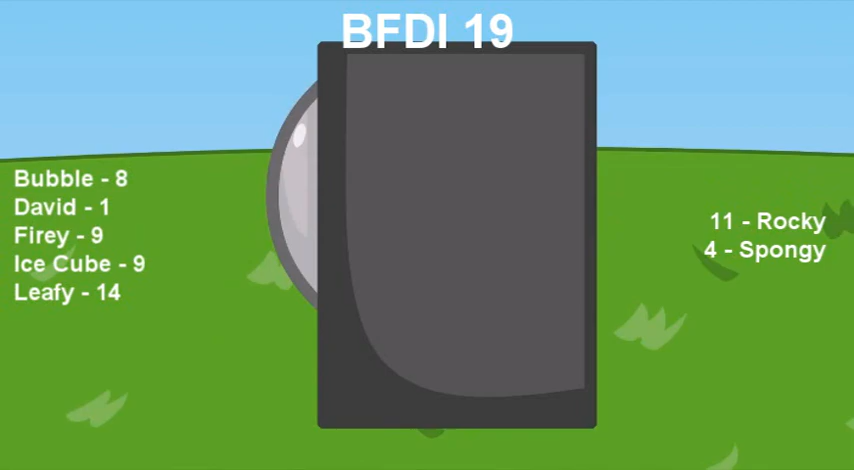 BFDI 19
Bubble - 8
David - 1
Firey - 9
Ice Cube - 9
Leafy - 14
11 - Rocky
4 - Spongy